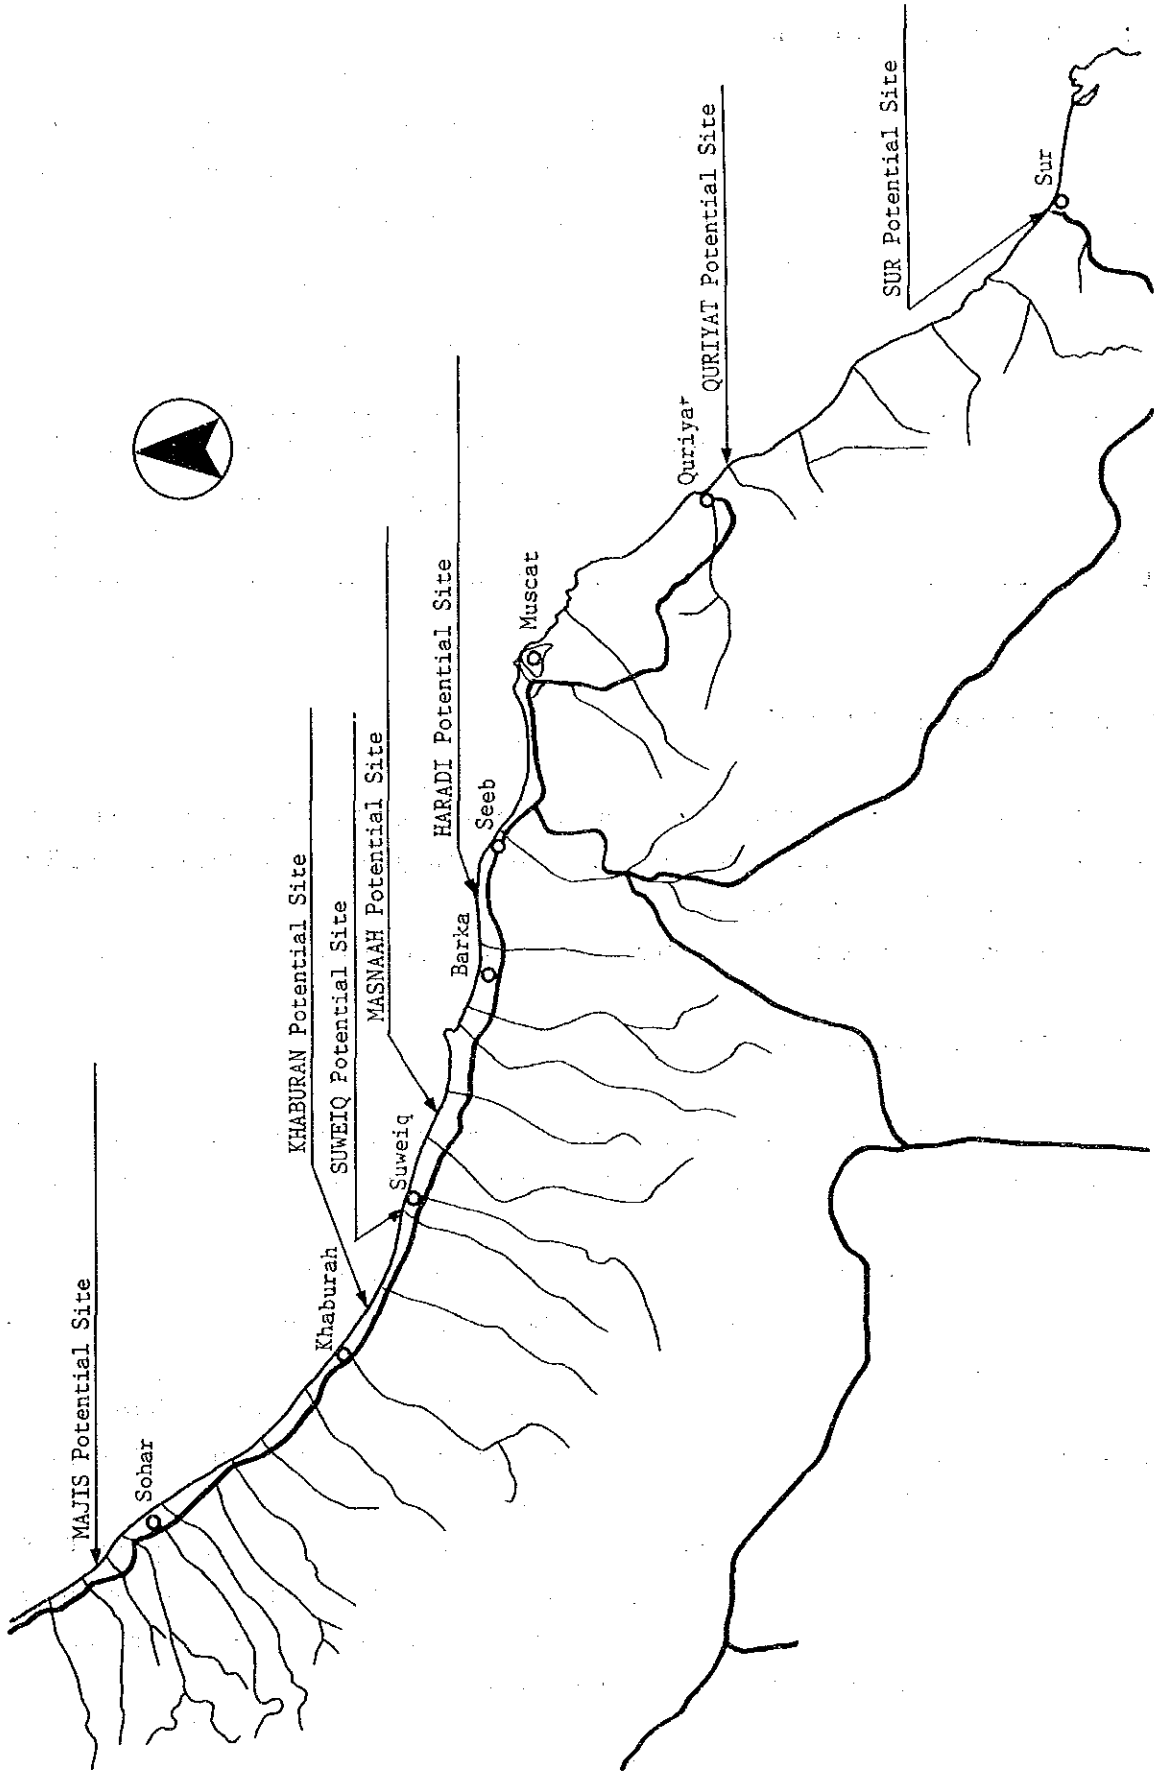 MAJIS Potential Site
Sohar
KHABURAN Potential Site
Khaburah
SUWEIQ Potential Site
Suweiq
MASNAAH Potential Site
Barka
HARADI Potential Site
Seeb
Muscat
Quriyat
QURIYAT Potential Site
SUR Potential Site
Sur